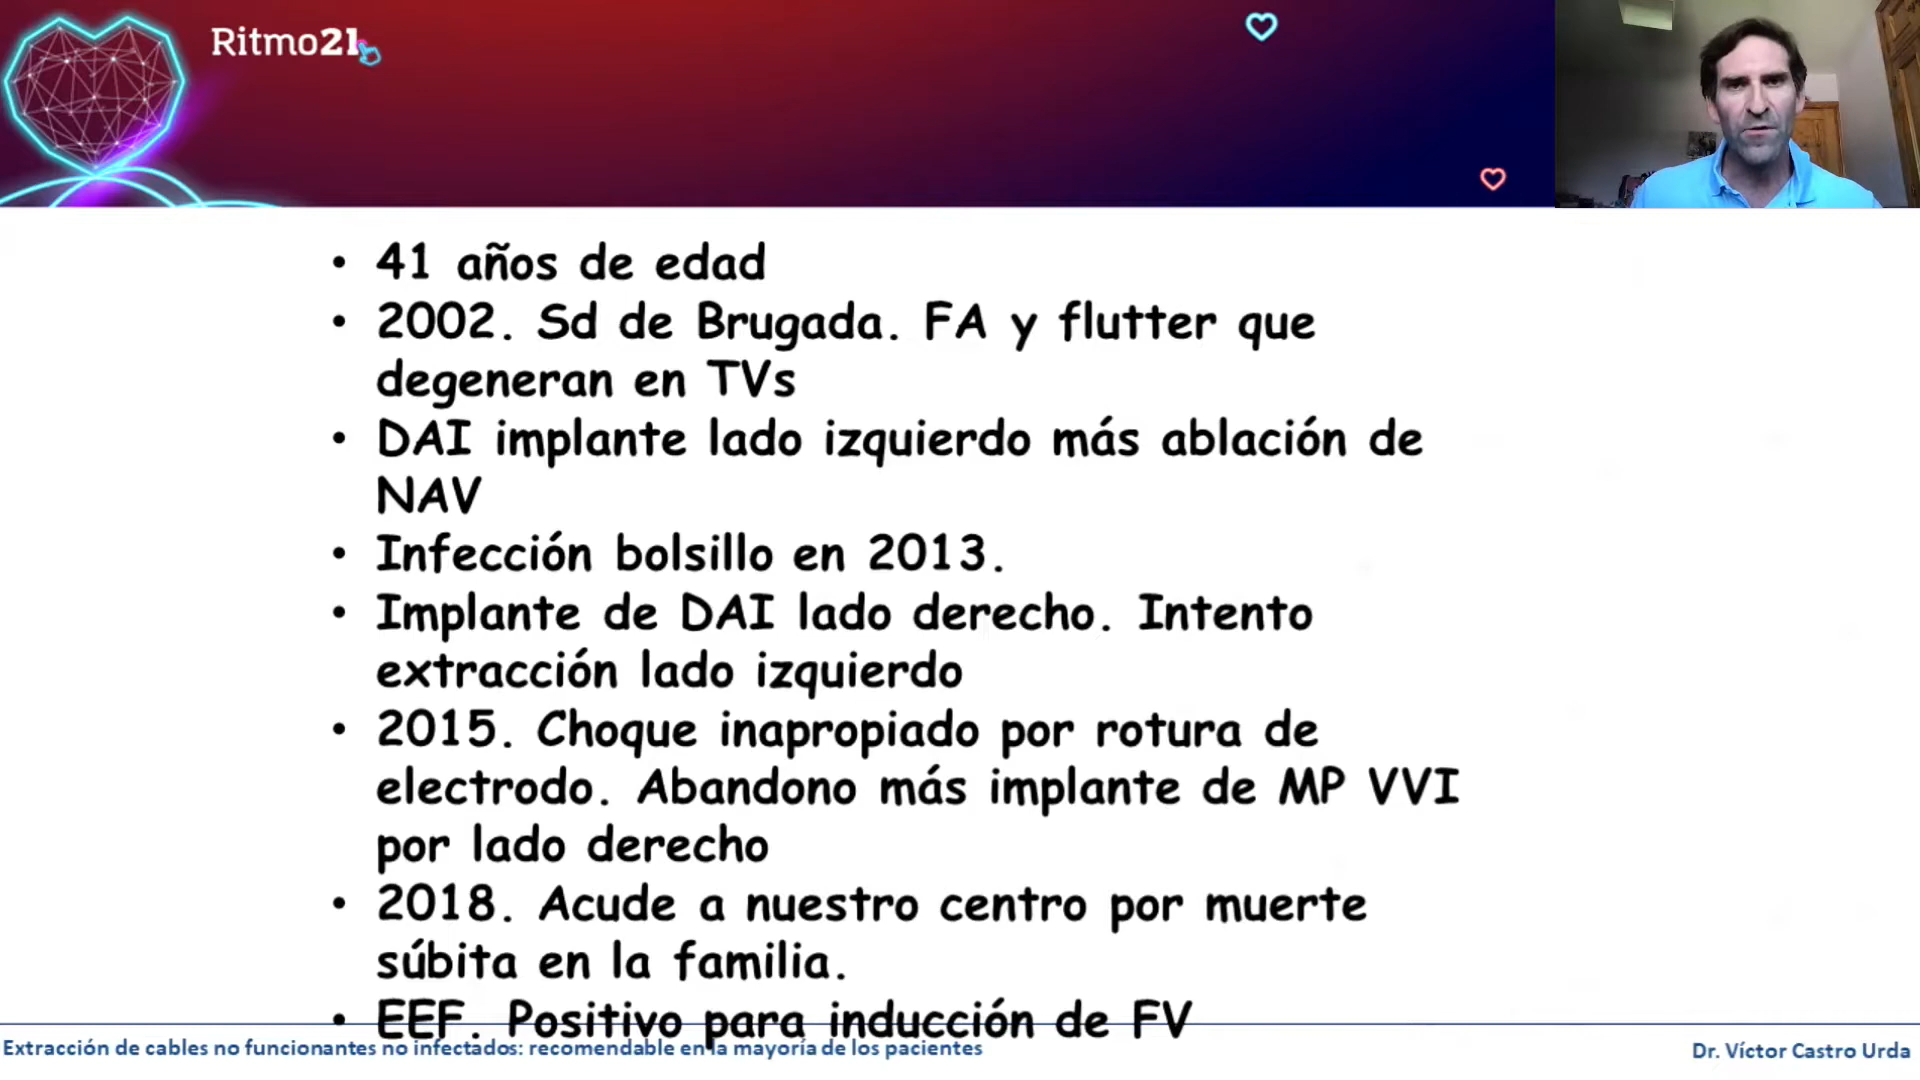 Ritmo21
• 41 años de edad
• 2002. Sd de Brugada. FA y flutter que
degeneran en TVs
• DAI implante lado izquierdo más ablación de
NAV
• Infección bolsillo en 2013.
• Implante de DAI lado derecho. Intento
extracción lado izquierdo
• 2015. Choque inapropiado por rotura de
electrodo. Abandono más implante de MP VVI
por lado derecho
• 2018. Acude a nuestro centro por muerte
súbita en la familia.
• EEF. Positivo para inducción de FV
Extracción de cables no funcionantes no infectados: recomendable en la mayoría de los pacientes
Dr. Víctor Castro Urda